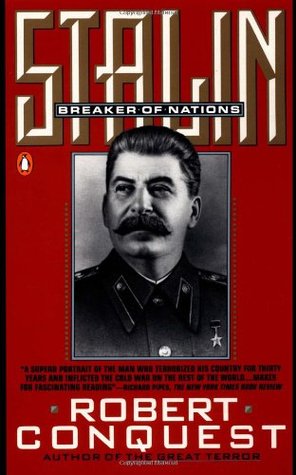 STALIN
BREAKER·OF·NATIONS
"A SUPERB PORTRAIT OF THE MAN WHO TERRORIZED HIS COUNTRY FOR THIRTY
YEARS AND INFLICTED THE COLD WAR ON THE REST OF THE WORLD...MAKES
FOR FASCINATING READING"—RICHARD PIPES, THE NEW YORK TIMES BOOK REVIEW.
ROBERT
CONQUEST
AUTHOR OF THE GREAT TERROR